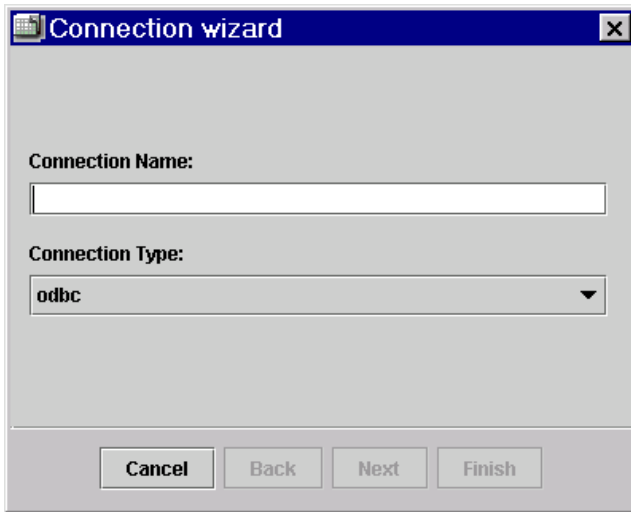 Connection wizard
Connection Name:
Connection Type:
odbc
Cancel Back Next Finish